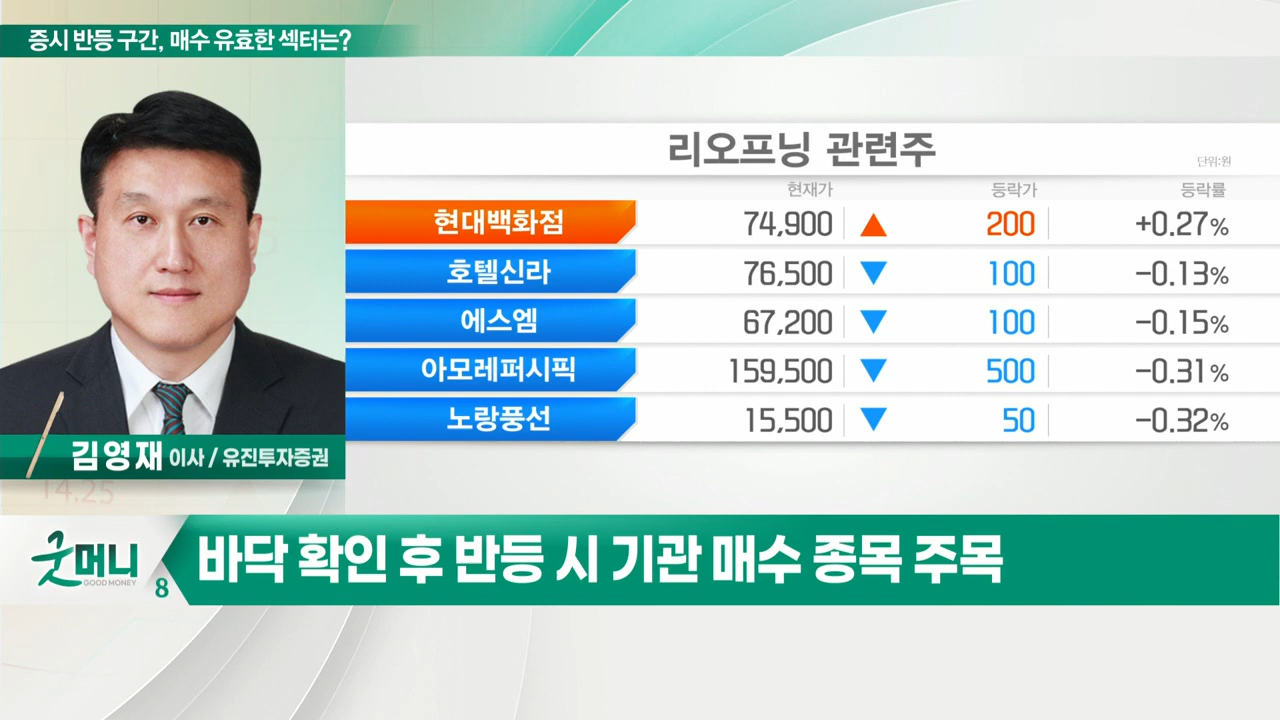 증시 반등 구간, 매수 유효한 섹터는?
리오프닝 관련주
단위:원
현재가 등락가 등락률
현대백화점 74,900 ▲ 200 +0.27%
호텔신라 76,500 ▼ 100 -0.13%
에스엠 67,200 ▼ 100 -0.15%
아모레퍼시픽 159,500 ▼ 500 -0.31%
노랑풍선 15,500 ▼ 50 -0.32%
김영재 이사 / 유진투자증권
14.25
굿머니
GOOD MONEY
8
바닥 확인 후 반등 시 기관 매수 종목 주목